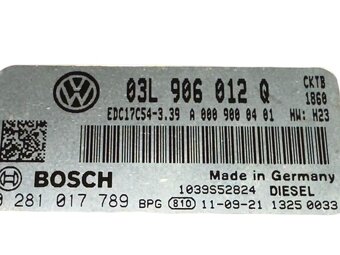 03L 906 012 Q CKTB
1860
EDC17C54-3.39 A 000 900 04 01 HW: H23
Made in Germany
BOSCH 1039S52824 DIESEL
0 281 017 789 BPG 810 11-09-21 1325 0033